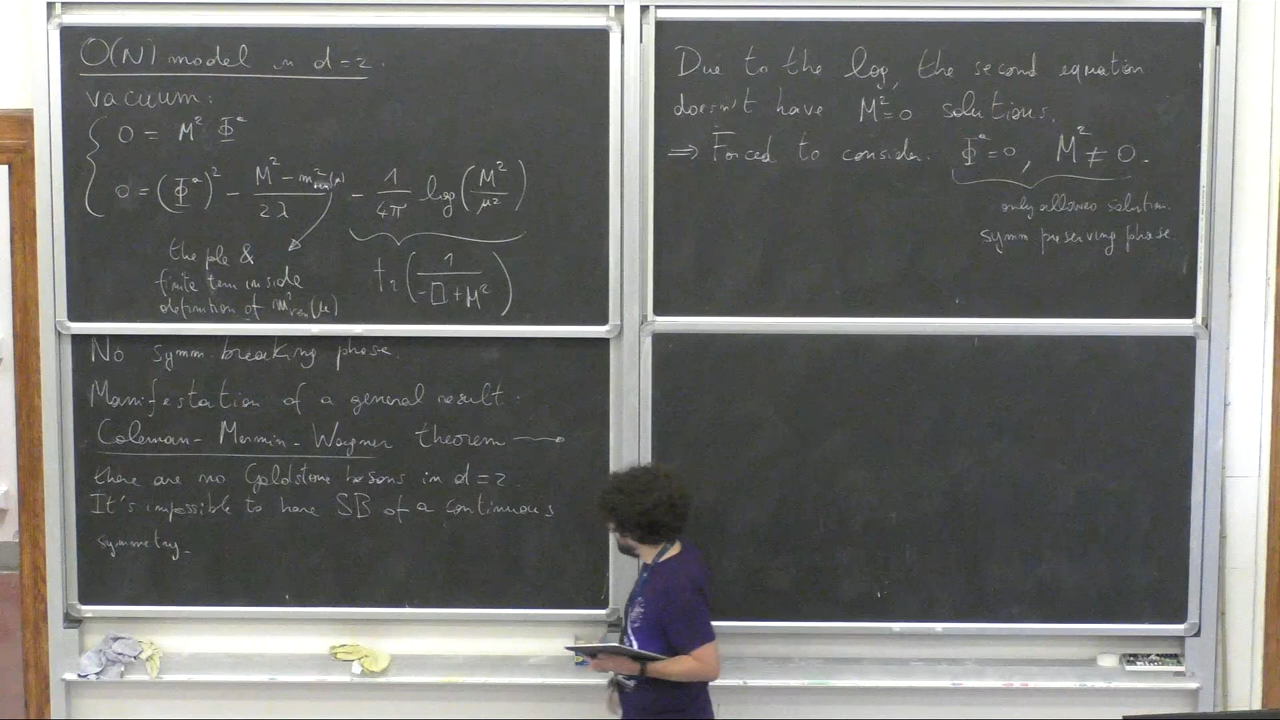 O(N) model in d=2.
vacuum:
0 = M² Φᵃ
0 = (Φᵃ)² - (M² - m²ren(μ))/2λ - 1/4π log(M²/μ²)
the pole &
finite term inside
definition of m²ren(μ)
t₂(1/(-□+M²))
No symm. breaking phase.
Manifestation of a general result.
Coleman-Mermin-Wagner theorem →
there are no Goldstone bosons in d=2
It's impossible to have SB of a continuous
symmetry.
Due to the log, the second equation
doesn't have M²=0 solutions.
⇒ Forced to consider. Φᵃ=0, M²≠0.
only allowed solution.
symm preserving phase